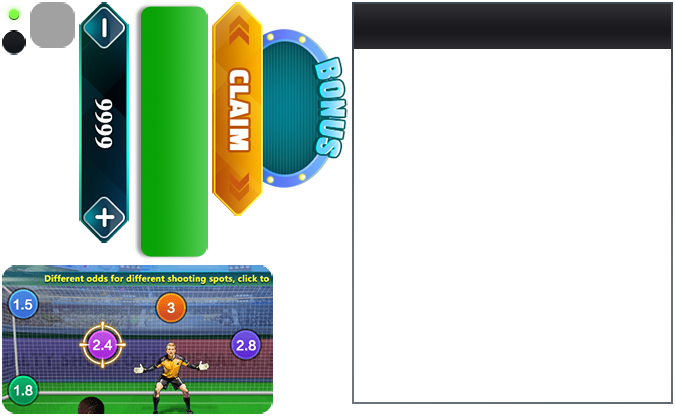 9999
CLAIM
BONUS
Different odds for different shooting spots, click to
1.5
3
2.4
2.8
1.8